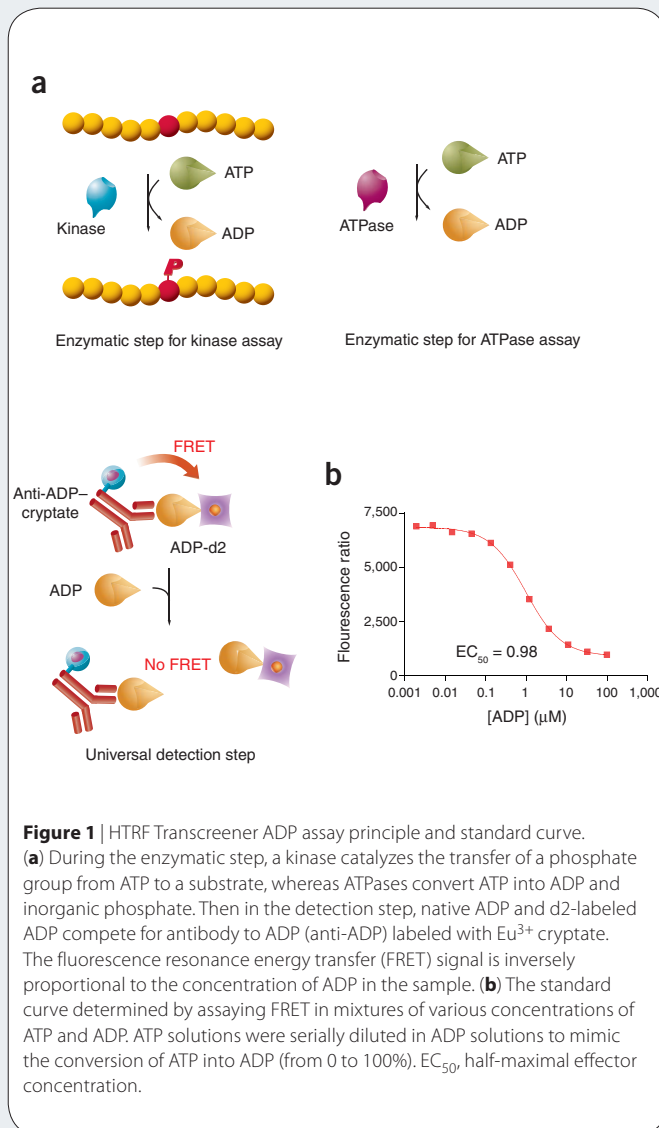 a
ATP
Kinase
ADP
P
Enzymatic step for kinase assay
ATP
ATPase
ADP
Enzymatic step for ATPase assay
FRET
Anti-ADP–
cryptate
ADP-d2
ADP
No FRET
Universal detection step
b
Flourescence ratio
7,500
5,000
2,500
0
EC50 = 0.98
0.001 0.01 0.1 1 10 100 1,000
[ADP] (µM)
Figure 1 | HTRF Transcreener ADP assay principle and standard curve.
(a) During the enzymatic step, a kinase catalyzes the transfer of a phosphate
group from ATP to a substrate, whereas ATPases convert ATP into ADP and
inorganic phosphate. Then in the detection step, native ADP and d2-labeled
ADP compete for antibody to ADP (anti-ADP) labeled with Eu3+ cryptate.
The fluorescence resonance energy transfer (FRET) signal is inversely
proportional to the concentration of ADP in the sample. (b) The standard
curve determined by assaying FRET in mixtures of various concentrations of
ATP and ADP. ATP solutions were serially diluted in ADP solutions to mimic
the conversion of ATP into ADP (from 0 to 100%). EC50, half-maximal effector
concentration.